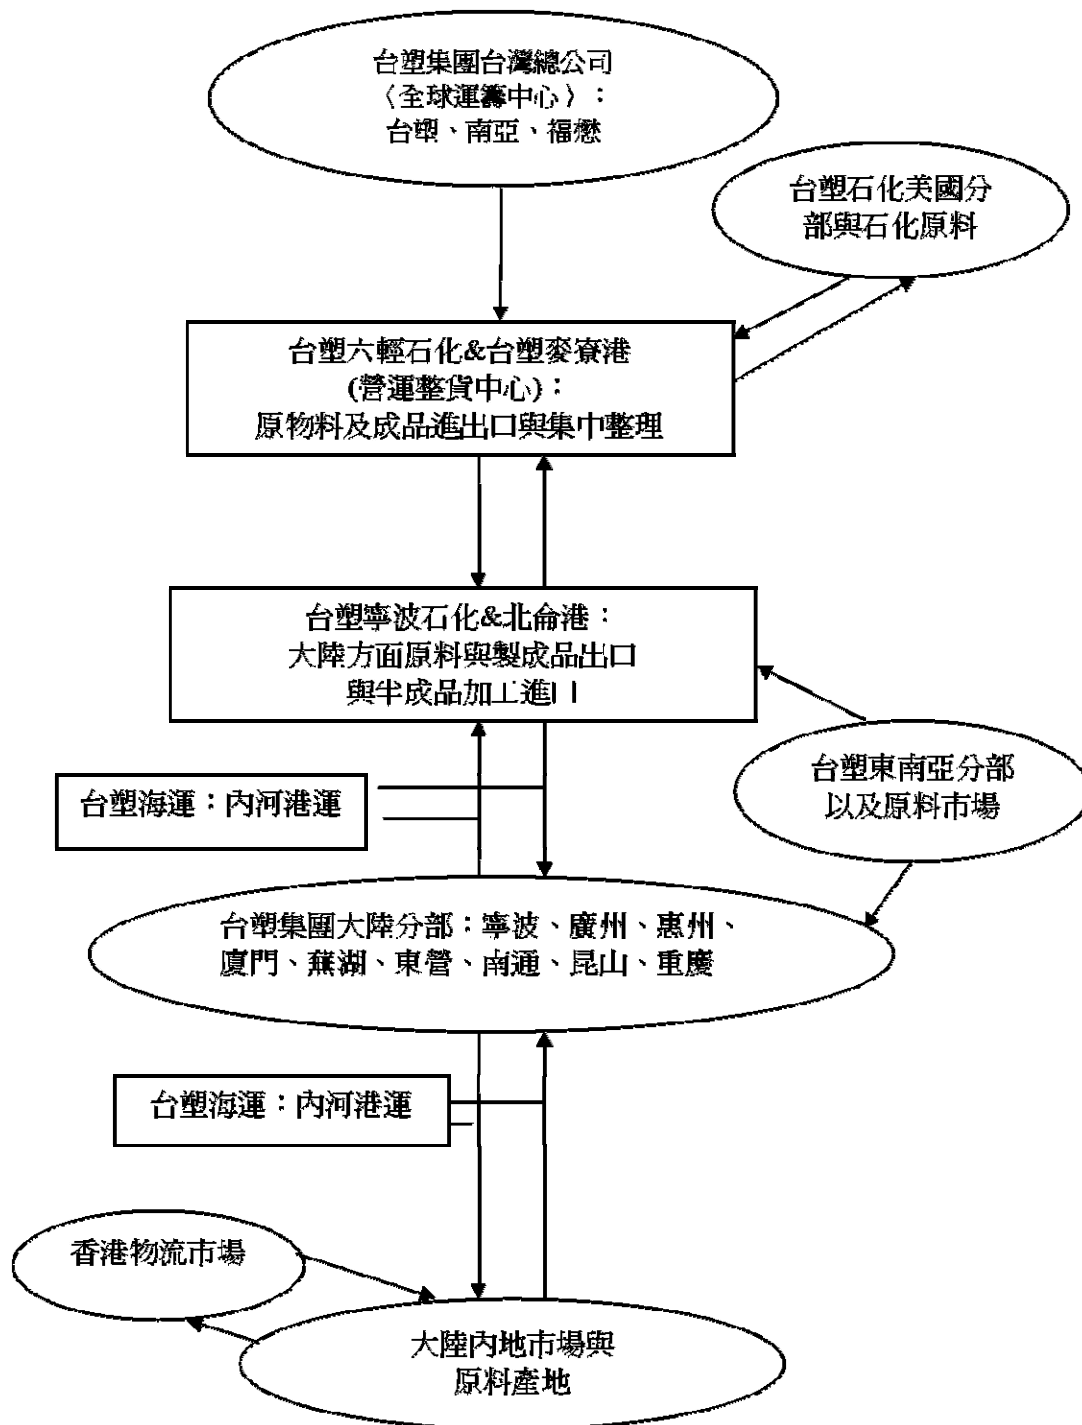 台塑集團台灣總公司
〈全球運籌中心〉：
台塑、南亞、福懋
台塑石化美國分
部與石化原料
台塑六輕石化&台塑麥寮港
(營運整貨中心)：
原物料及成品進出口與集中整理
台塑寧波石化&北侖港：
大陸方面原料與製成品出口
與半成品加工進口
台塑東南亞分部
以及原料市場
台塑海運：內河港運
台塑集團大陸分部：寧波、廣州、惠州、
廈門、蕪湖、東營、南通、昆山、重慶
台塑海運：內河港運
香港物流市場
大陸內地市場與
原料產地